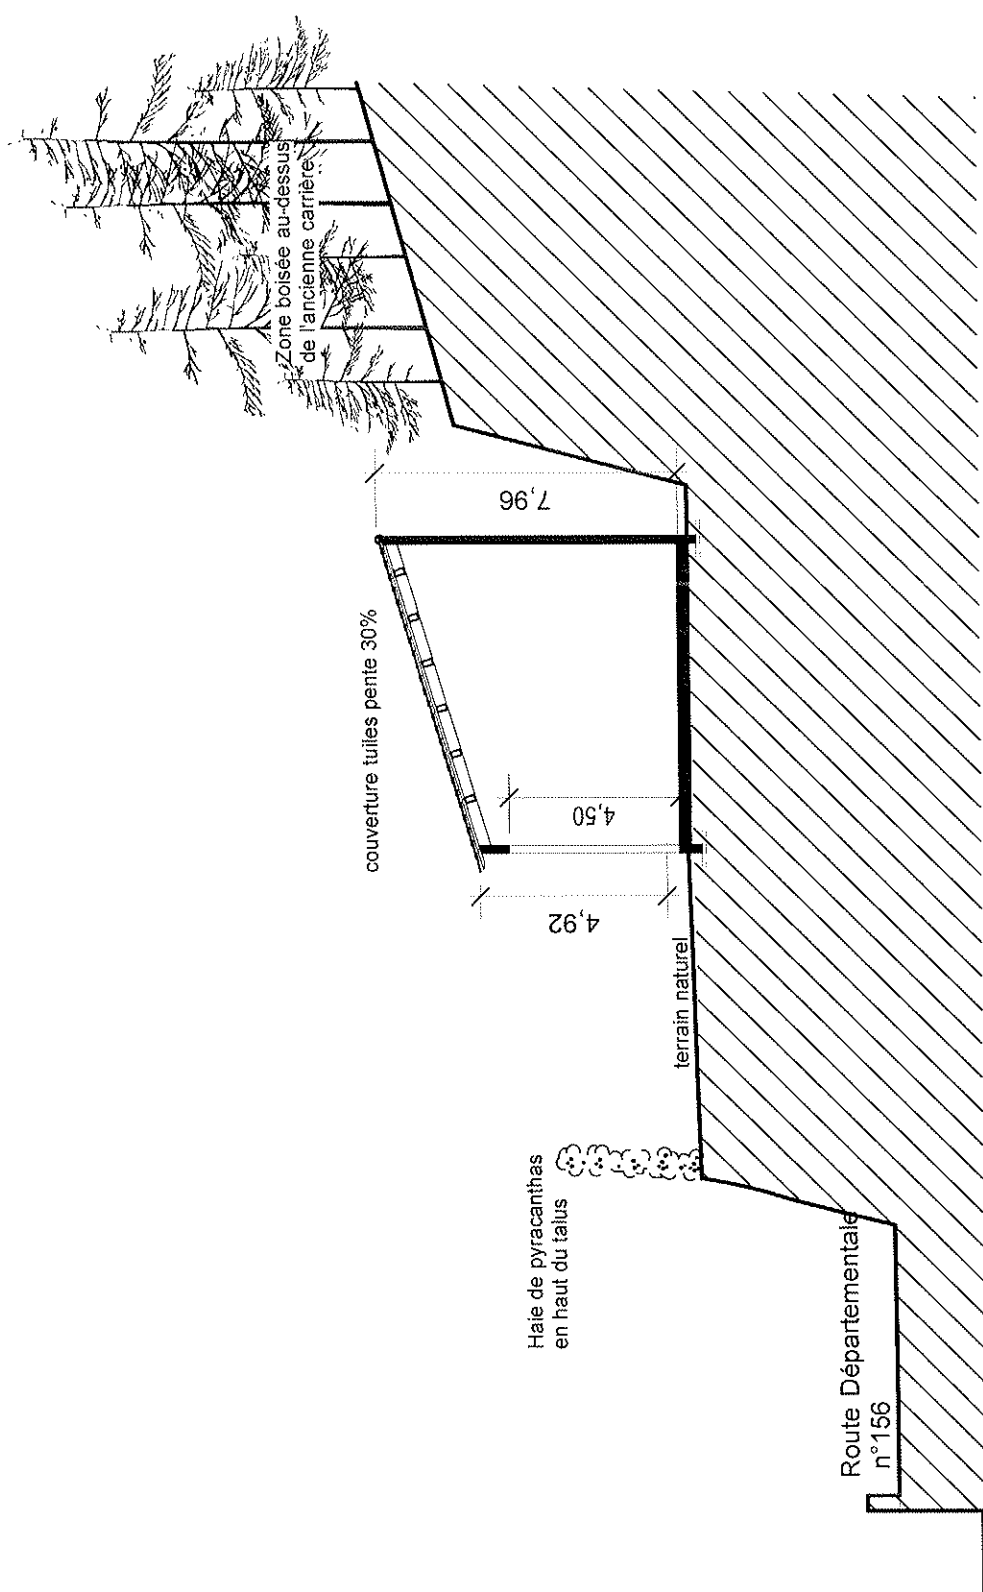 Zone boisée au-dessus
de l'ancienne carrière
7,96
couverture tuiles pente 30%
4,50
4,92
terrain naturel
Haie de pyracanthas
en haut du talus
Route Départementale
n°156